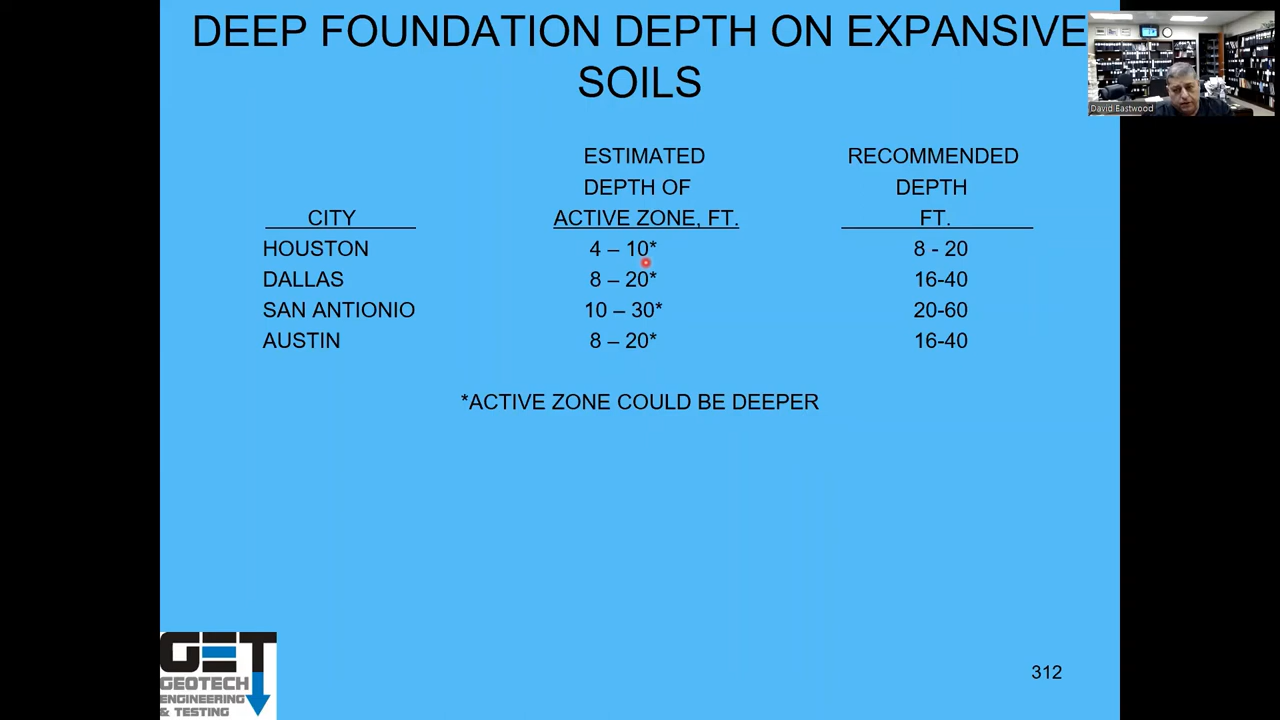 DEEP FOUNDATION DEPTH ON EXPANSIVE
SOILS
David Eastwood
ESTIMATED RECOMMENDED
DEPTH OF DEPTH
CITY ACTIVE ZONE, FT. FT.
HOUSTON 4 – 10* 8 - 20
DALLAS 8 – 20* 16-40
SAN ANTIONIO 10 – 30* 20-60
AUSTIN 8 – 20* 16-40
*ACTIVE ZONE COULD BE DEEPER
GET
GEOTECH
ENGINEERING
& TESTING
312